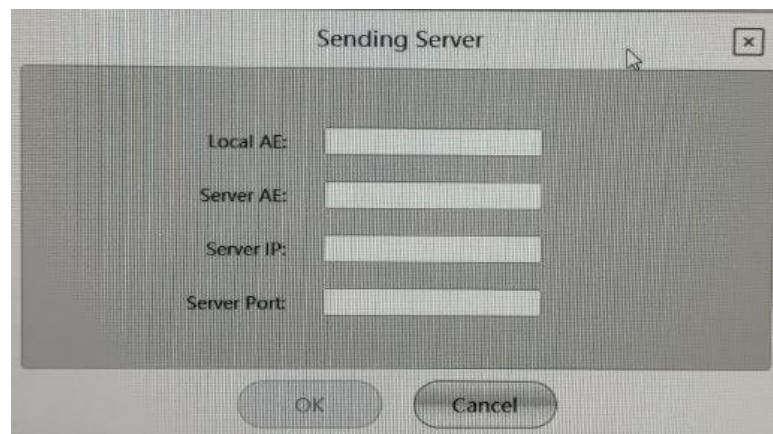 Sending Server
Local AE:
Server AE:
Server IP:
Server Port:
OK
Cancel